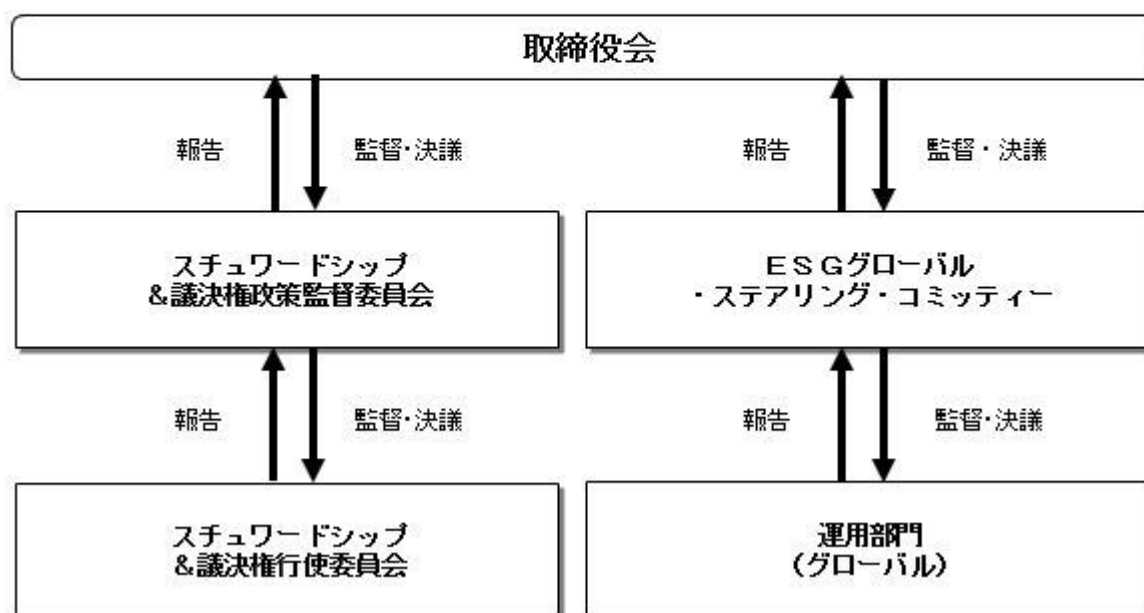 取締役会
報告
監督･決議
報告
監督・決議
スチュワードシップ
＆議決権政策監督委員会
ＥＳＧグローバル
・ステアリング・コミッティー
報告
監督･決議
報告
監督･決議
スチュワードシップ
＆議決権行使委員会
運用部門
（グローバル）